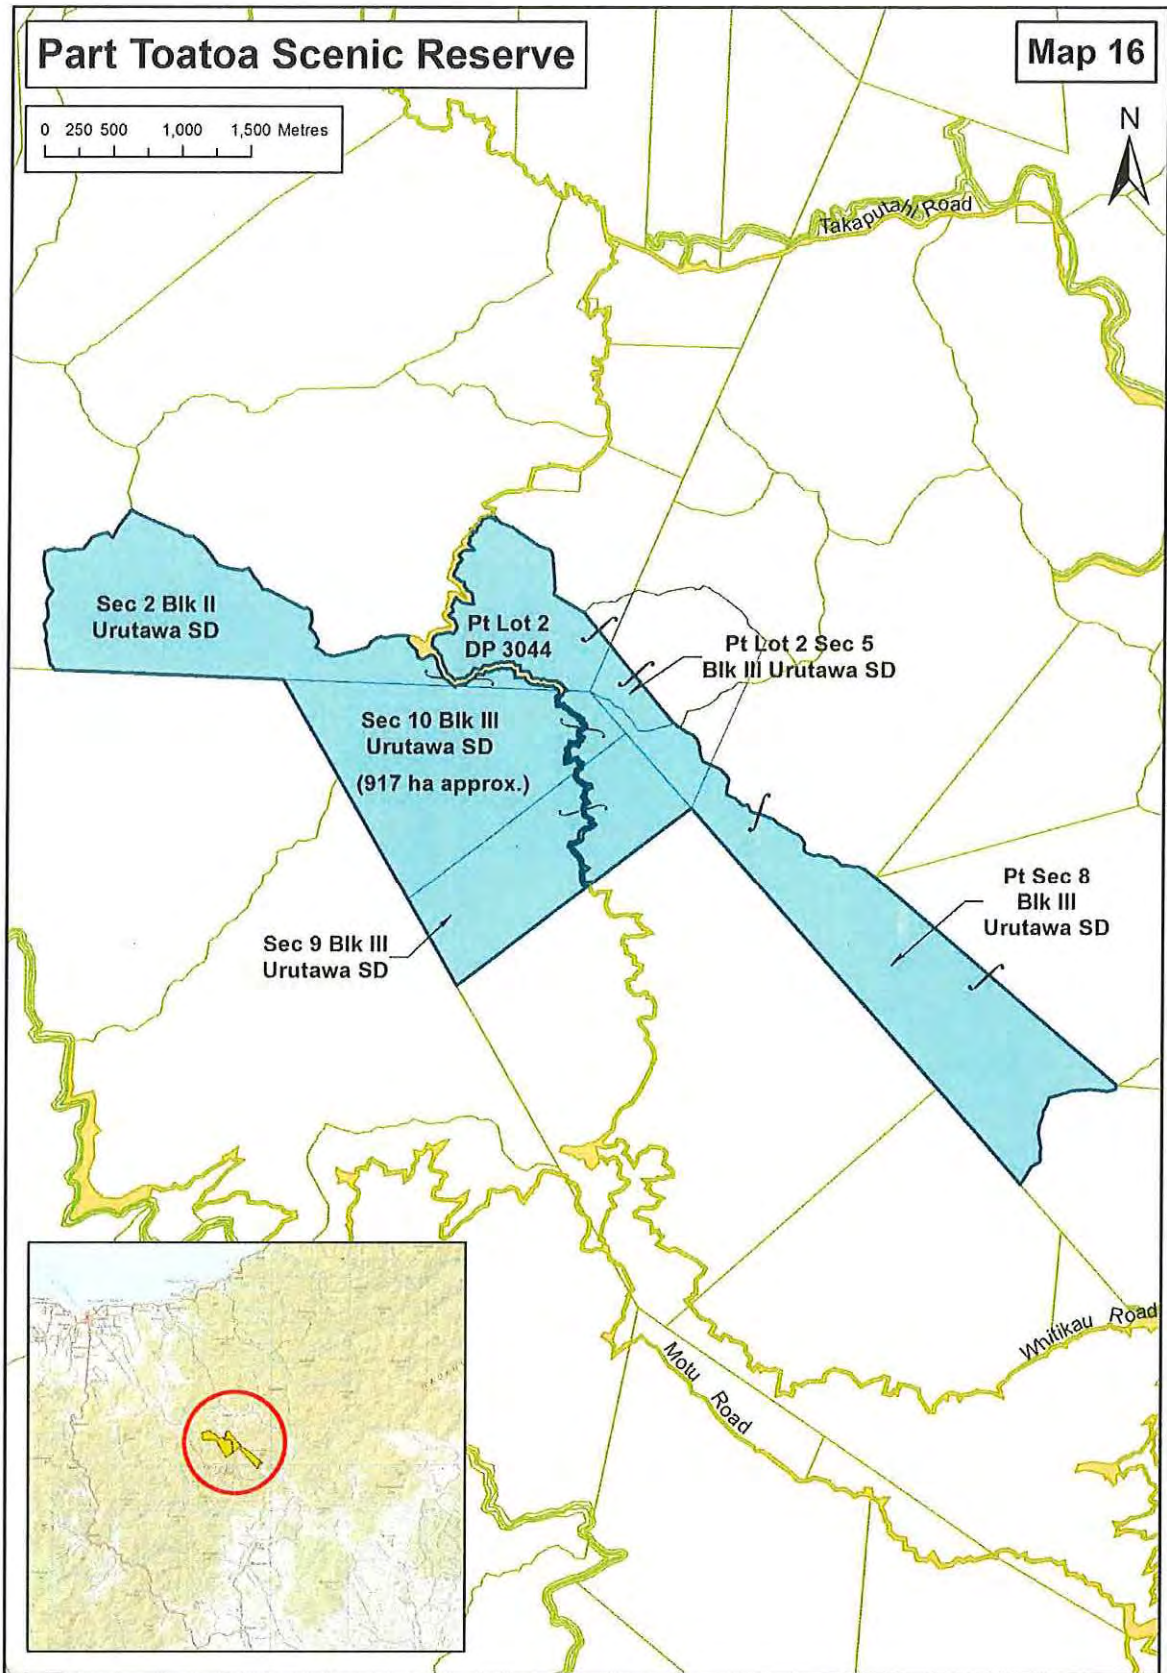 Part Toatoa Scenic Reserve
Map 16
0 250 500 1,000 1,500 Metres
N
Takaputahi Road
Sec 2 Blk II
Urutawa SD
Pt Lot 2
DP 3044
Pt Lot 2 Sec 5
Blk III Urutawa SD
Sec 10 Blk III
Urutawa SD
(917 ha approx.)
Pt Sec 8
Blk III
Urutawa SD
Sec 9 Blk III
Urutawa SD
Whitikau Road
Motu Road